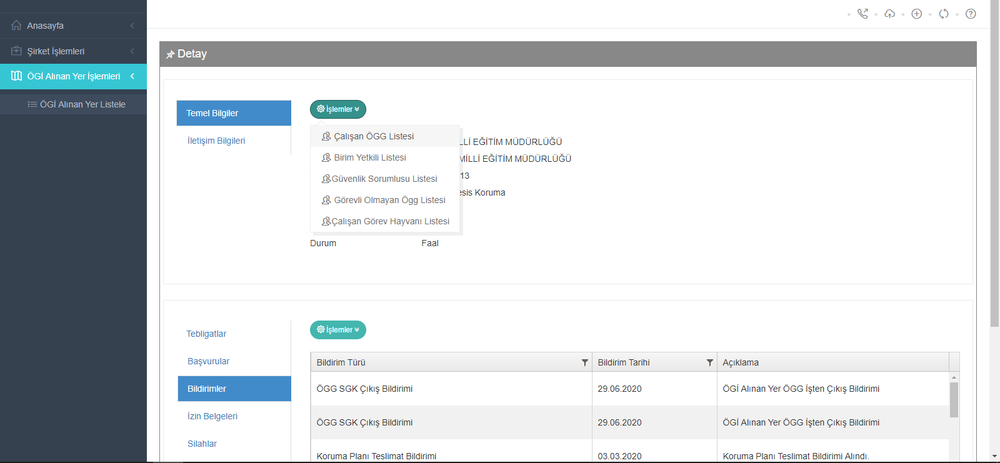 Anasayfa
Şirket İşlemleri
ÖGİ Alınan Yer İşlemleri
ÖGİ Alınan Yer Listele
Detay
Temel Bilgiler
İletişim Bilgileri
İşlemler
Çalışan ÖGG Listesi
Birim Yetkili Listesi
Güvenlik Sorumlusu Listesi
Görevli Olmayan Ögg Listesi
Çalışan Görev Hayvanı Listesi
EĞİTİM MÜDÜRLÜĞÜ
MİLLİ EĞİTİM MÜDÜRLÜĞÜ
13
Koruma
Durum Faal
Tebligatlar
Başvurular
Bildirimler
İzin Belgeleri
Silahlar
İşlemler
Bildirim Türü Bildirim Tarihi Açıklama
ÖGG SGK Çıkış Bildirimi 29.06.2020 ÖGİ Alınan Yer ÖGG İşten Çıkış Bildirimi
ÖGG SGK Çıkış Bildirimi 29.06.2020 ÖGİ Alınan Yer ÖGG İşten Çıkış Bildirimi
Koruma Planı Teslimat Bildirimi 03.03.2020 Koruma Planı Teslimat Bildirimi Alındı.